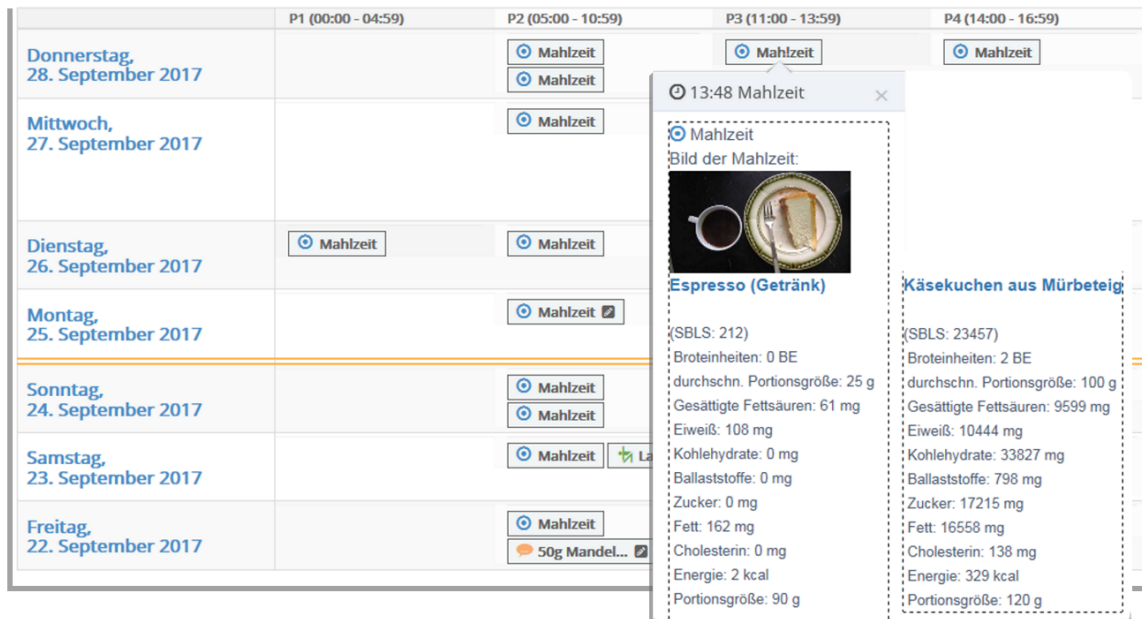 P1 (00:00 - 04:59) P2 (05:00 - 10:59) P3 (11:00 - 13:59) P4 (14:00 - 16:59)
Donnerstag,
28. September 2017
Mahlzeit
Mahlzeit
Mahlzeit
Mahlzeit
Mittwoch,
27. September 2017
Mahlzeit
Dienstag,
26. September 2017
Mahlzeit
Mahlzeit
Montag,
25. September 2017
Mahlzeit
Sonntag,
24. September 2017
Mahlzeit
Mahlzeit
Samstag,
23. September 2017
Mahlzeit
La
Freitag,
22. September 2017
Mahlzeit
50g Mandel...
13:48 Mahlzeit
×
Mahlzeit
Bild der Mahlzeit:
Espresso (Getränk)
(SBLS: 212)
Broteinheiten: 0 BE
durchschn. Portionsgröße: 25 g
Gesättigte Fettsäuren: 61 mg
Eiweiß: 108 mg
Kohlehydrate: 0 mg
Ballaststoffe: 0 mg
Zucker: 0 mg
Fett: 162 mg
Cholesterin: 0 mg
Energie: 2 kcal
Portionsgröße: 90 g
Käsekuchen aus Mürbeteig
(SBLS: 23457)
Broteinheiten: 2 BE
durchschn. Portionsgröße: 100 g
Gesättigte Fettsäuren: 9599 mg
Eiweiß: 10444 mg
Kohlehydrate: 33827 mg
Ballaststoffe: 798 mg
Zucker: 17215 mg
Fett: 16558 mg
Cholesterin: 138 mg
Energie: 329 kcal
Portionsgröße: 120 g